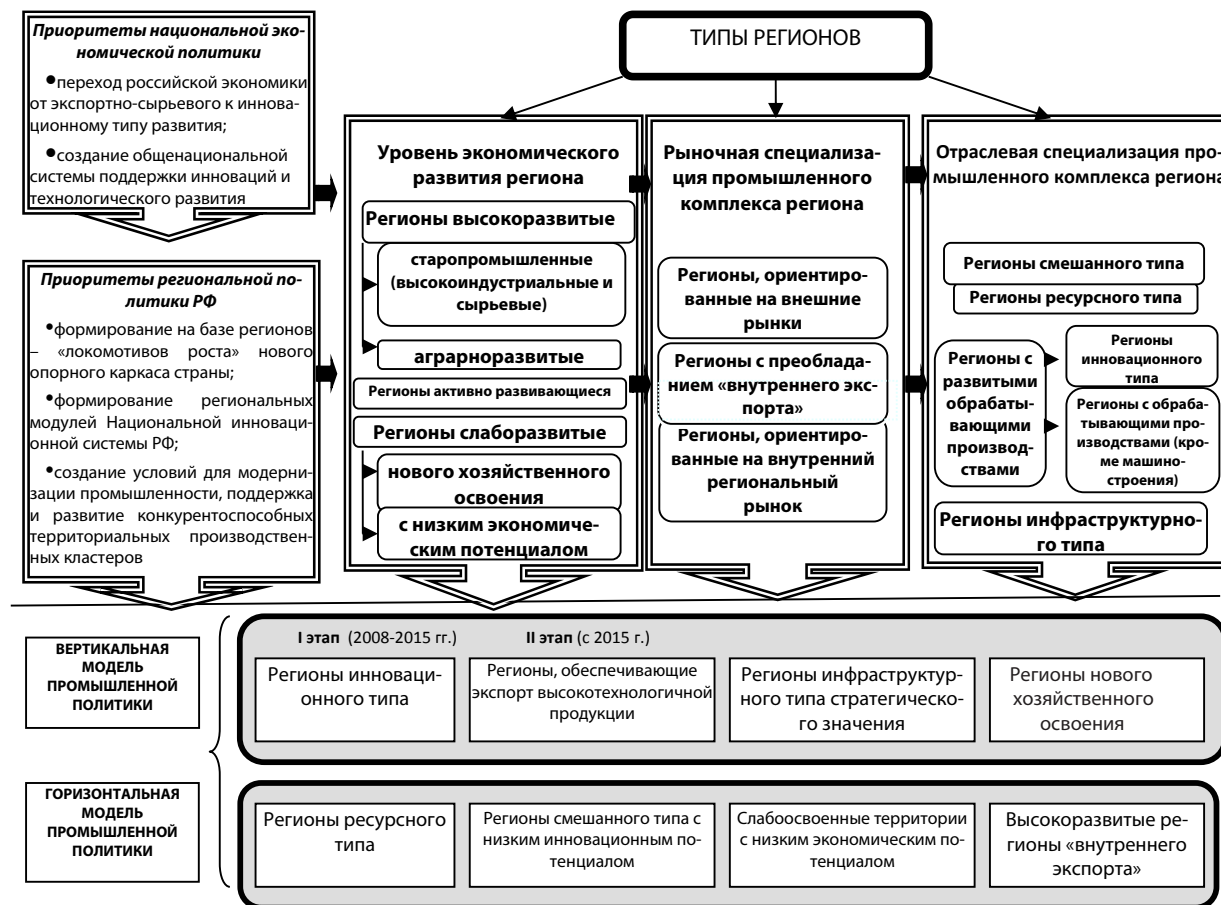 Приоритеты национальной эко-
номической политики
•переход российской экономики
от экспортно-сырьевого к иннова-
ционному типу развития;
•создание общенациональной
системы поддержки инноваций и
технологического развития
Приоритеты региональной по-
литики РФ
•формирование на базе регионов
– «локомотивов роста» нового
опорного каркаса страны;
•формирование региональных
модулей Национальной инноваци-
онной системы РФ;
•создание условий для модерни-
зации промышленности, поддержка
и развитие конкурентоспособных
территориальных производствен-
ных кластеров
ТИПЫ РЕГИОНОВ
Уровень экономического
развития региона
Регионы высокоразвитые
старопромышленные
(высокоиндустриальные и
сырьевые)
аграрноразвитые
Регионы активно развивающиеся
Регионы слаборазвитые
нового хозяйственного
освоения
с низким экономиче-
ским потенциалом
Рыночная специализа-
ция промышленного
комплекса региона
Регионы, ориентиро-
ванные на внешние
рынки
Регионы с преоблада-
нием «внутреннего экс-
порта»
Регионы, ориентиро-
ванные на внутренний
региональный
рынок
Отраслевая специализация про-
мышленного комплекса региона
Регионы смешанного типа
Регионы ресурсного типа
Регионы с
развитыми
обрабаты-
вающими
производ-
ствами
Регионы
инновационного
типа
Регионы с обраба-
тывающими про-
изводствами (кро-
ме машино-
строения)
Регионы инфраструктурно-
го типа
ВЕРТИКАЛЬНАЯ
МОДЕЛЬ
ПРОМЫШЛЕННОЙ
ПОЛИТИКИ
I этап (2008-2015 гг.)
II этап (с 2015 г.)
Регионы инноваци-
онного типа
Регионы, обеспечивающие
экспорт высокотехнологичной
продукции
Регионы инфраструктур-
ного типа стратегическо-
го значения
Регионы нового
хозяйственного
освоения
ГОРИЗОНТАЛЬНАЯ
МОДЕЛЬ
ПРОМЫШЛЕННОЙ
ПОЛИТИКИ
Регионы ресурсного
типа
Регионы смешанного типа с
низким инновационным по-
тенциалом
Слабоосвоенные территории
с низким экономическим по-
тенциалом
Высокоразвитые ре-
гионы «внутреннего
экспорта»